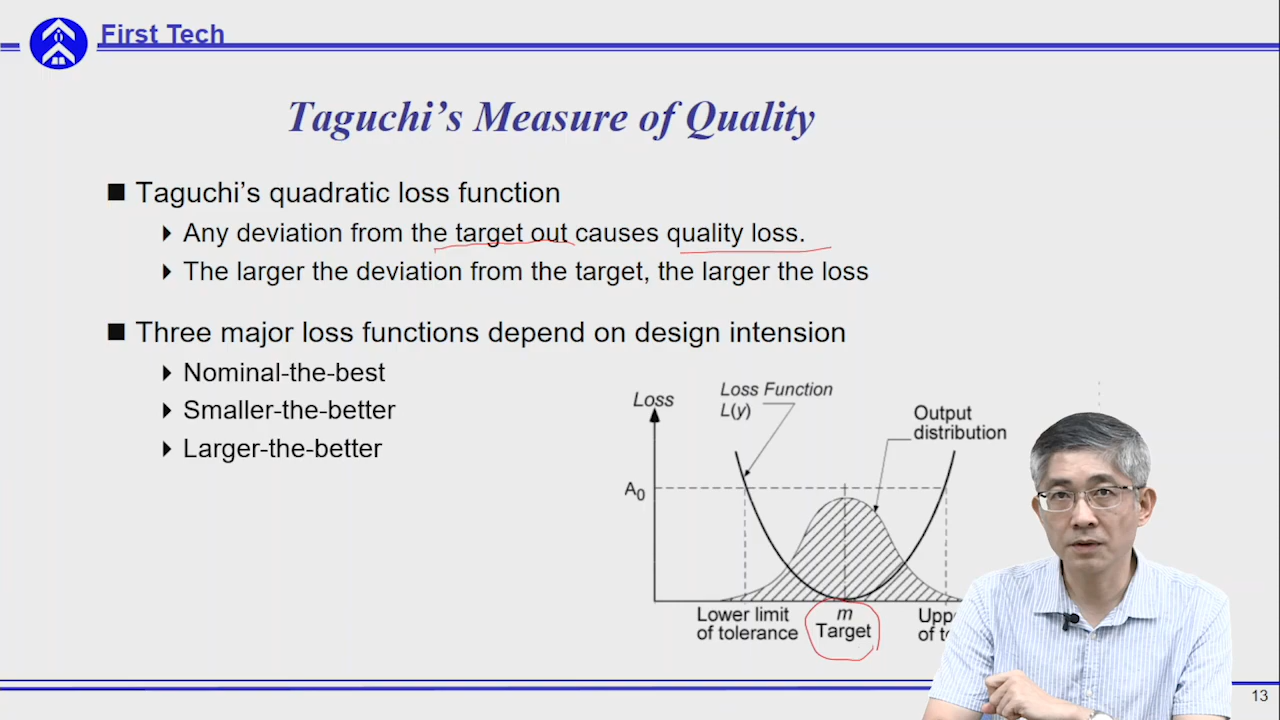 First Tech
Taguchi's Measure of Quality
Taguchi's quadratic loss function
Any deviation from the target out causes quality loss.
The larger the deviation from the target, the larger the loss
Three major loss functions depend on design intension
Nominal-the-best
Smaller-the-better
Larger-the-better
Loss
Loss Function
L(y)
Output
distribution
A0
Lower limit
of tolerance
m
Target
of
13